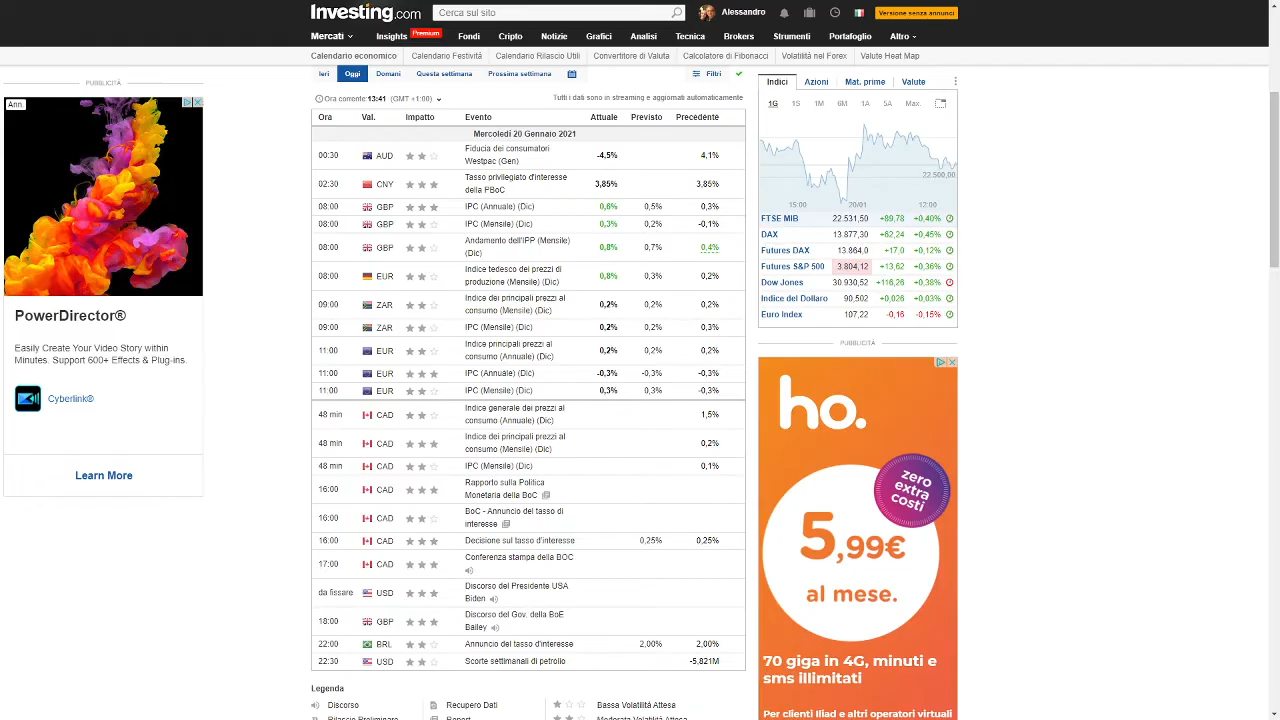 Investing.com
Cerca sul sito
Alessandro
Versione senza annunci
Mercati Insights Premium Fondi Cripto Notizie Grafici Analisi Tecnica Brokers Strumenti Portafoglio Altro
Calendario economico Calendario Festività Calendario Rilascio Utili Convertitore di Valuta Calcolatore di Fibonacci Volatilità nel Forex Valute Heat Map
Ieri Oggi Domani Questa settimana Prossima settimana Filtri
Ora corrente: 13:41 (GMT +1:00)
Tutti i dati sono in streaming e aggiornati automaticamente
Ora Val. Impatto Evento Attuale Previsto Precedente
Mercoledì 20 Gennaio 2021
00:30 AUD Fiducia dei consumatori -4,5% 4,1%
Westpac (Gen)
02:30 CNY Tasso privilegiato d'interesse 3,85% 3,85%
della PBoC
08:00 GBP IPC (Annuale) (Dic) 0,6% 0,5% 0,3%
08:00 GBP IPC (Mensile) (Dic) 0,3% 0,2% -0,1%
08:00 GBP Andamento dell'IPP (Mensile) 0,8% 0,7% 0,4%
(Dic)
08:00 EUR Indice tedesco dei prezzi di 0,8% 0,3% 0,2%
produzione (Mensile) (Dic)
09:00 ZAR Indice dei principali prezzi al 0,2% 0,2% 0,2%
consumo (Mensile) (Dic)
09:00 ZAR IPC (Mensile) (Dic) 0,2% 0,2% 0,3%
11:00 EUR Indice principali prezzi al 0,2% 0,2% 0,2%
consumo (Annuale) (Dic)
11:00 EUR IPC (Annuale) (Dic) -0,3% -0,3% -0,3%
11:00 EUR IPC (Mensile) (Dic) 0,3% 0,3% -0,3%
48 min CAD Indice generale dei prezzi al 1,5%
consumo (Annuale) (Dic)
48 min CAD Indice dei principali prezzi al 0,2%
consumo (Mensile) (Dic)
48 min CAD IPC (Mensile) (Dic) 0,1%
16:00 CAD Rapporto sulla Politica
Monetaria della BoC
16:00 CAD BoC - Annuncio del tasso di
interesse
16:00 CAD Decisione sul tasso d'interesse 0,25% 0,25%
17:00 CAD Conferenza stampa della BOC
da fissare USD Discorso del Presidente USA
Biden
18:00 GBP Discorso del Gov. della BoE
Bailey
22:00 BRL Annuncio del tasso d'interesse 2,00% 2,00%
22:30 USD Scorte settimanali di petrolio -5,821M
Legenda
Discorso Recupero Dati Bassa Volatilità Attesa
Rilascio Preliminare Report Moderata Volatilità Attesa
PUBBLICITÀ
Ann.
PowerDirector®
Easily Create Your Video Story within
Minutes. Support 600+ Effects & Plug-ins.
Cyberlink®
Learn More
Indici Azioni Mat. prime Valute
1G 1S 1M 6M 1A 5A Max.
22.500,00
15:00 20/01 12:00
FTSE MIB 22.531,50 +89,78 +0,40%
DAX 13.877,30 +62,24 +0,45%
Futures DAX 13.864,0 +17,0 +0,12%
Futures S&P 500 3.804,12 +13,62 +0,36%
Dow Jones 30.930,52 +116,26 +0,38%
Indice del Dollaro 90,502 +0,026 +0,03%
Euro Index 107,22 -0,16 -0,15%
PUBBLICITÀ
ho.
zero
extra
costi
5,99€
al mese.
70 giga in 4G, minuti e
sms illimitati
Per clienti Iliad e altri operatori virtuali